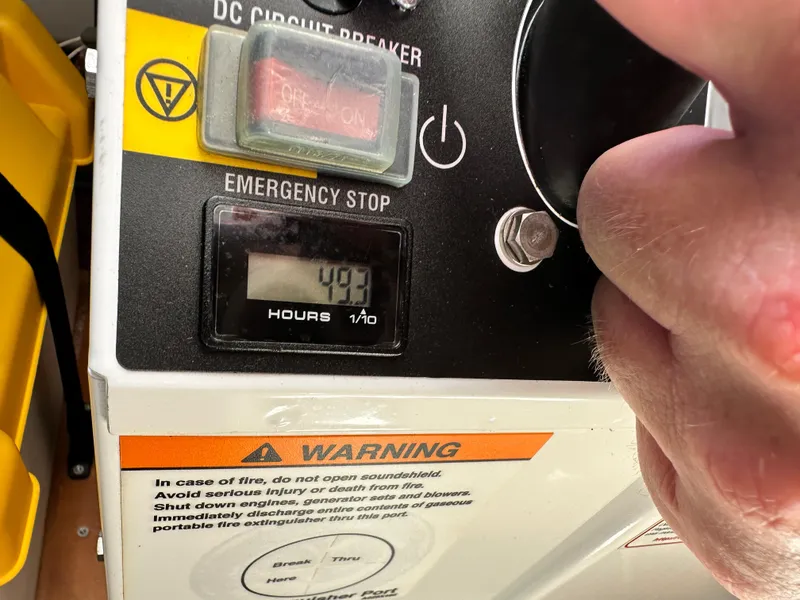 DC CIRCUIT BREAKER
OFF ON
EMERGENCY STOP
49.3
HOURS 1/10
WARNING
In case of fire, do not open soundshield.
Avoid serious injury or death from fire.
Shut down engines, generator sets and blowers.
Immediately discharge entire contents of gaseous
portable fire extinguisher thru this port.
Break Thru
Here
Port